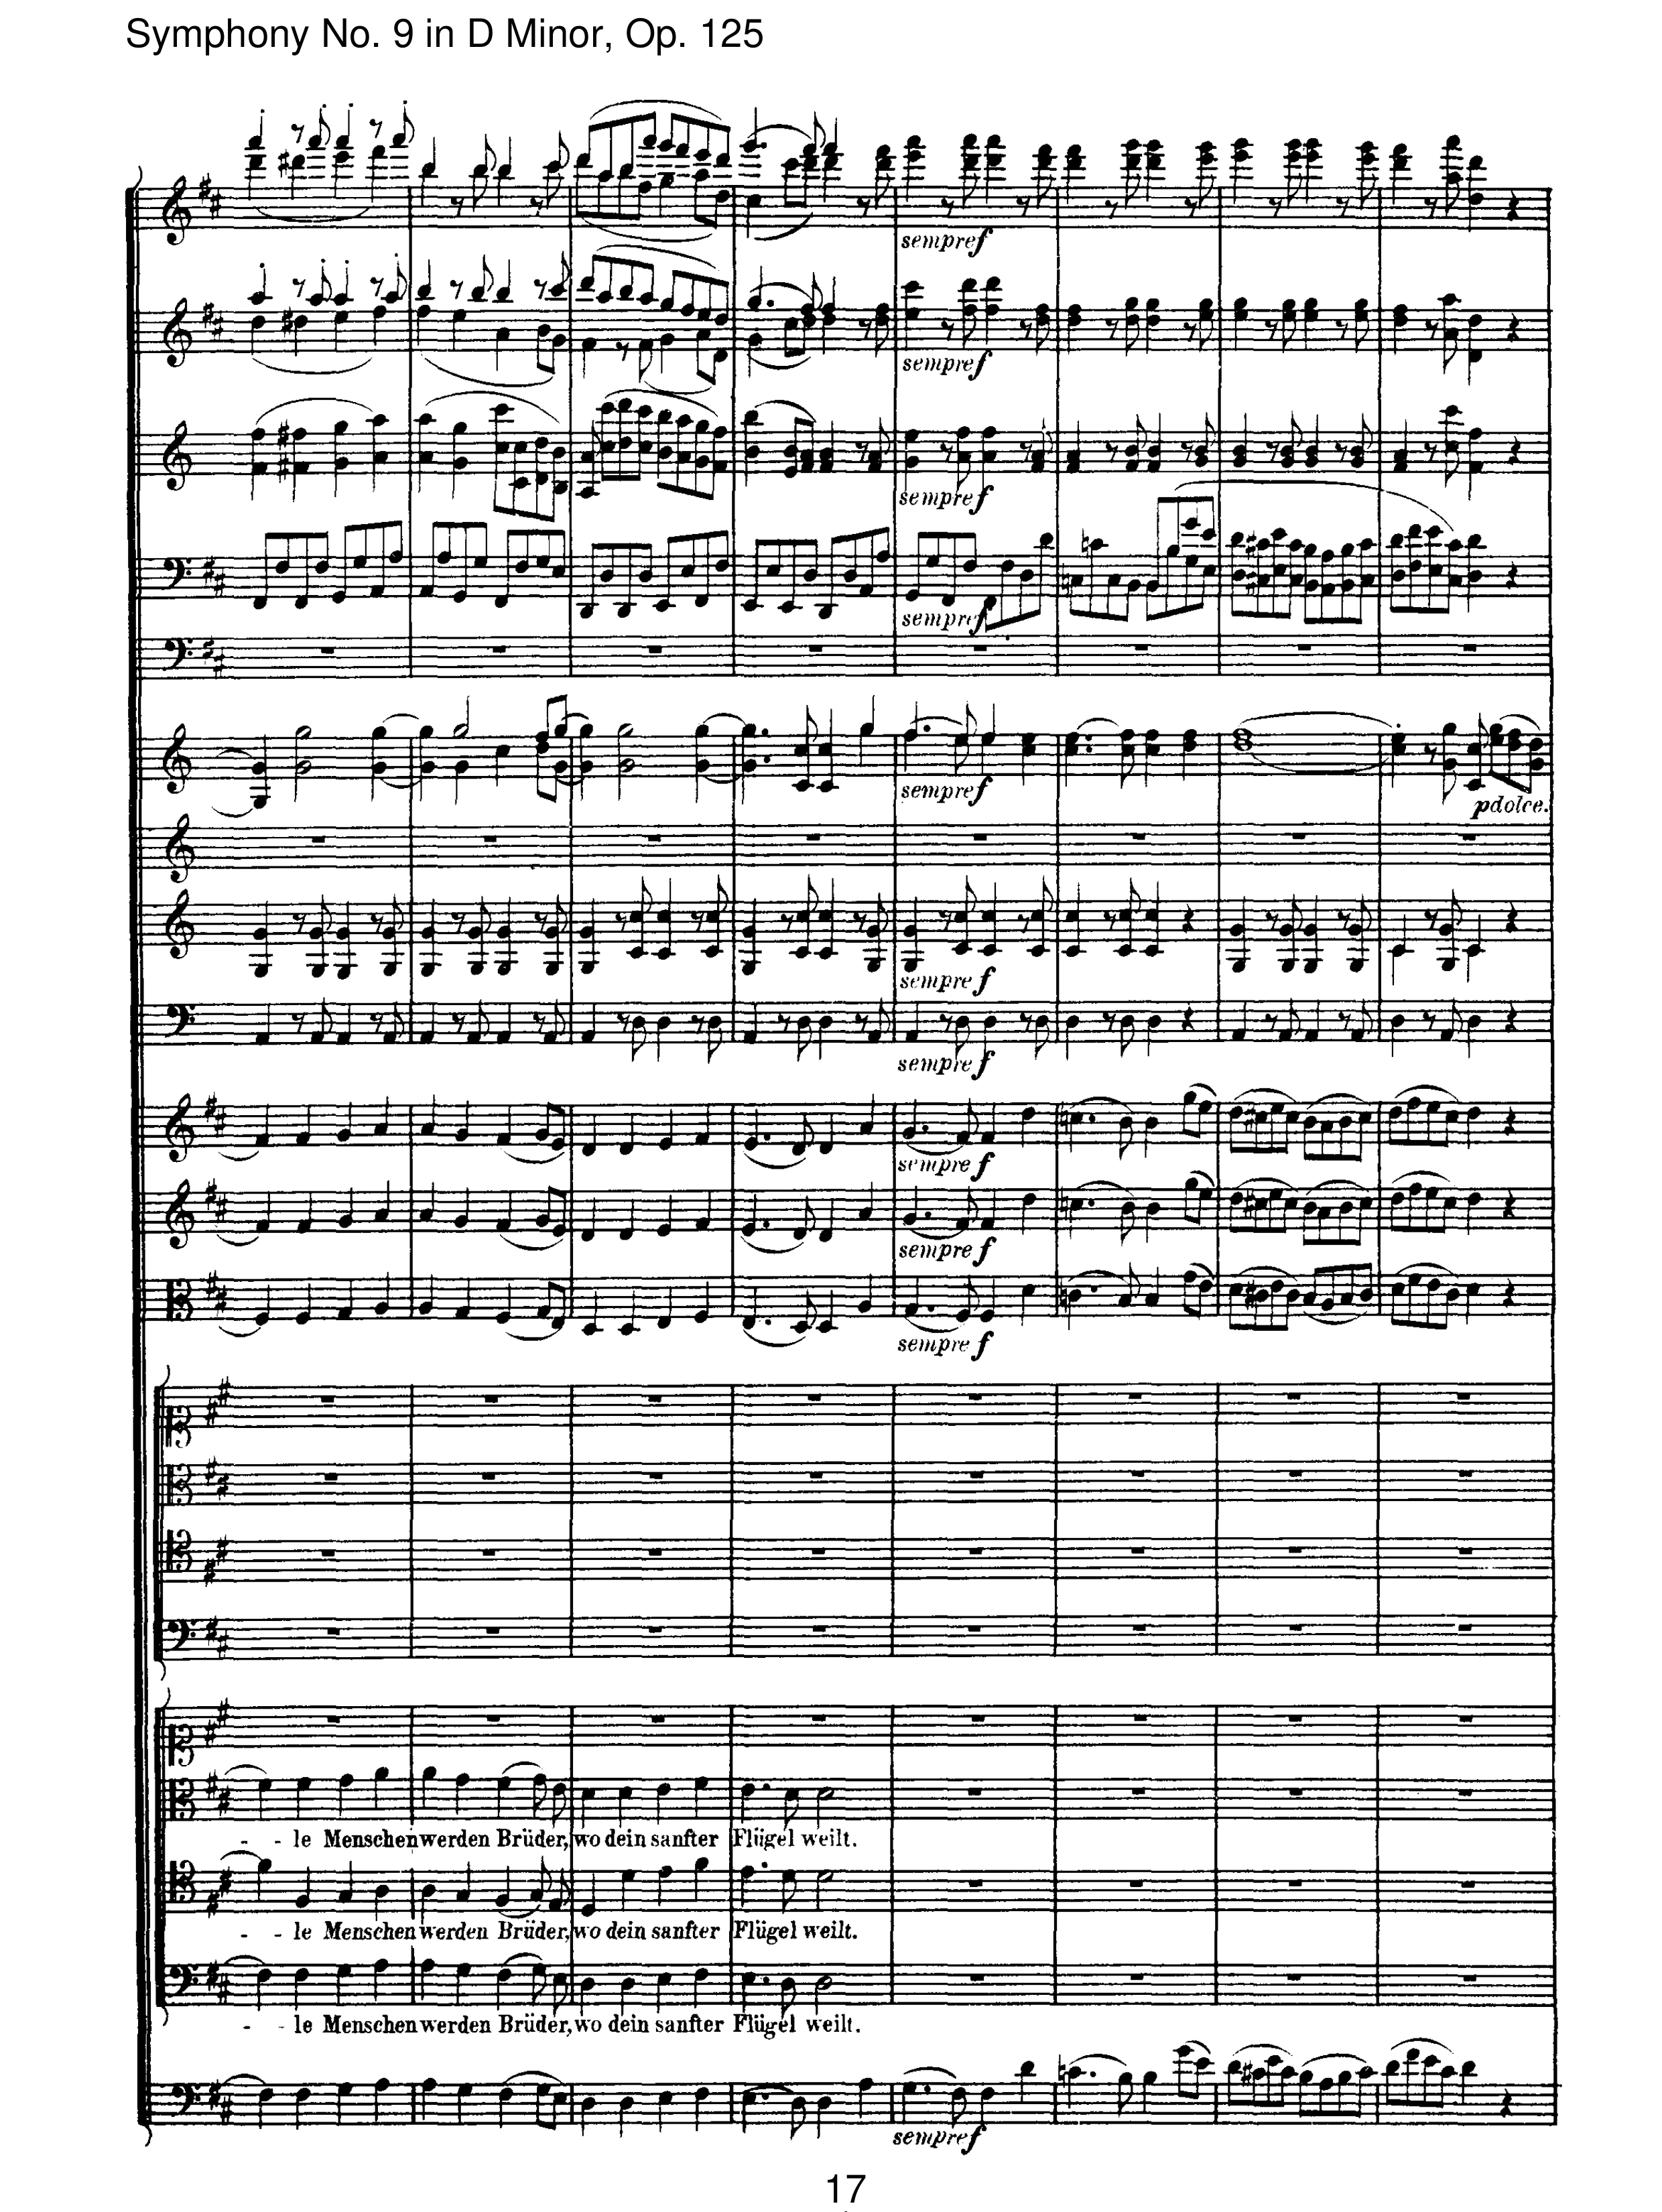 Symphony No. 9 in D Minor, Op. 125
sempre f
sempre f
sempre f
sempre f
sempre f
p dolce.
sempre f
sempre f
sempre f
sempre f
sempre f
- - le Menschen werden Brüder, wo dein sanfter Flügel weilt.
- - le Menschen werden Brüder, wo dein sanfter Flügel weilt.
- - le Menschen werden Brüder, wo dein sanfter Flügel weilt.
sempre f
17